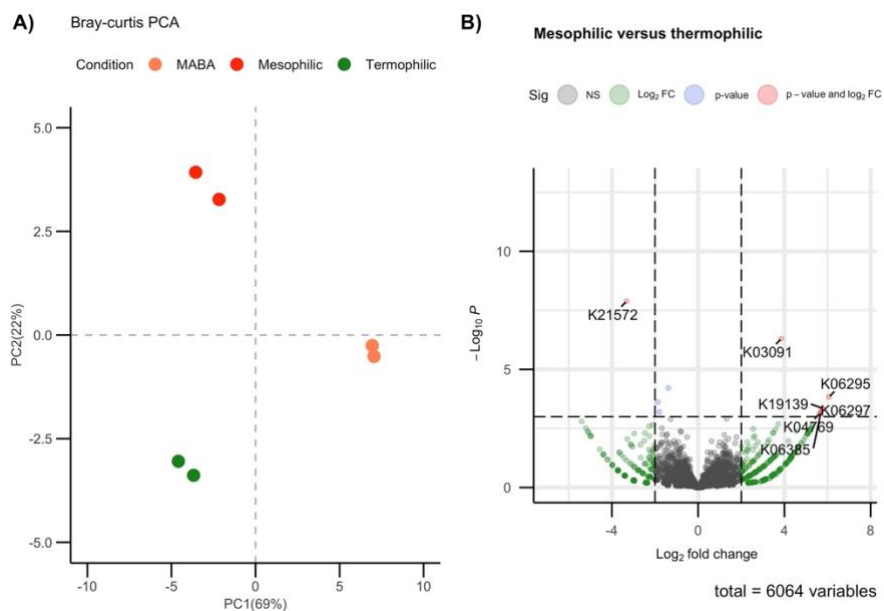 A)
Bray-curtis PCA
Condition MABA Mesophilic Termophilic
5.0
2.5
0.0
-2.5
-5.0
PC2(22%)
-10 -5 0 5 10
PC1(69%)
B)
Mesophilic versus thermophilic
Sig NS Log2 FC p-value p – value and log2 FC
10
5
0
– Log10 P
K21572
K03091
K06295
K19139
K06297
K04769
K06385
-4 0 4 8
Log2 fold change
total = 6064 variables